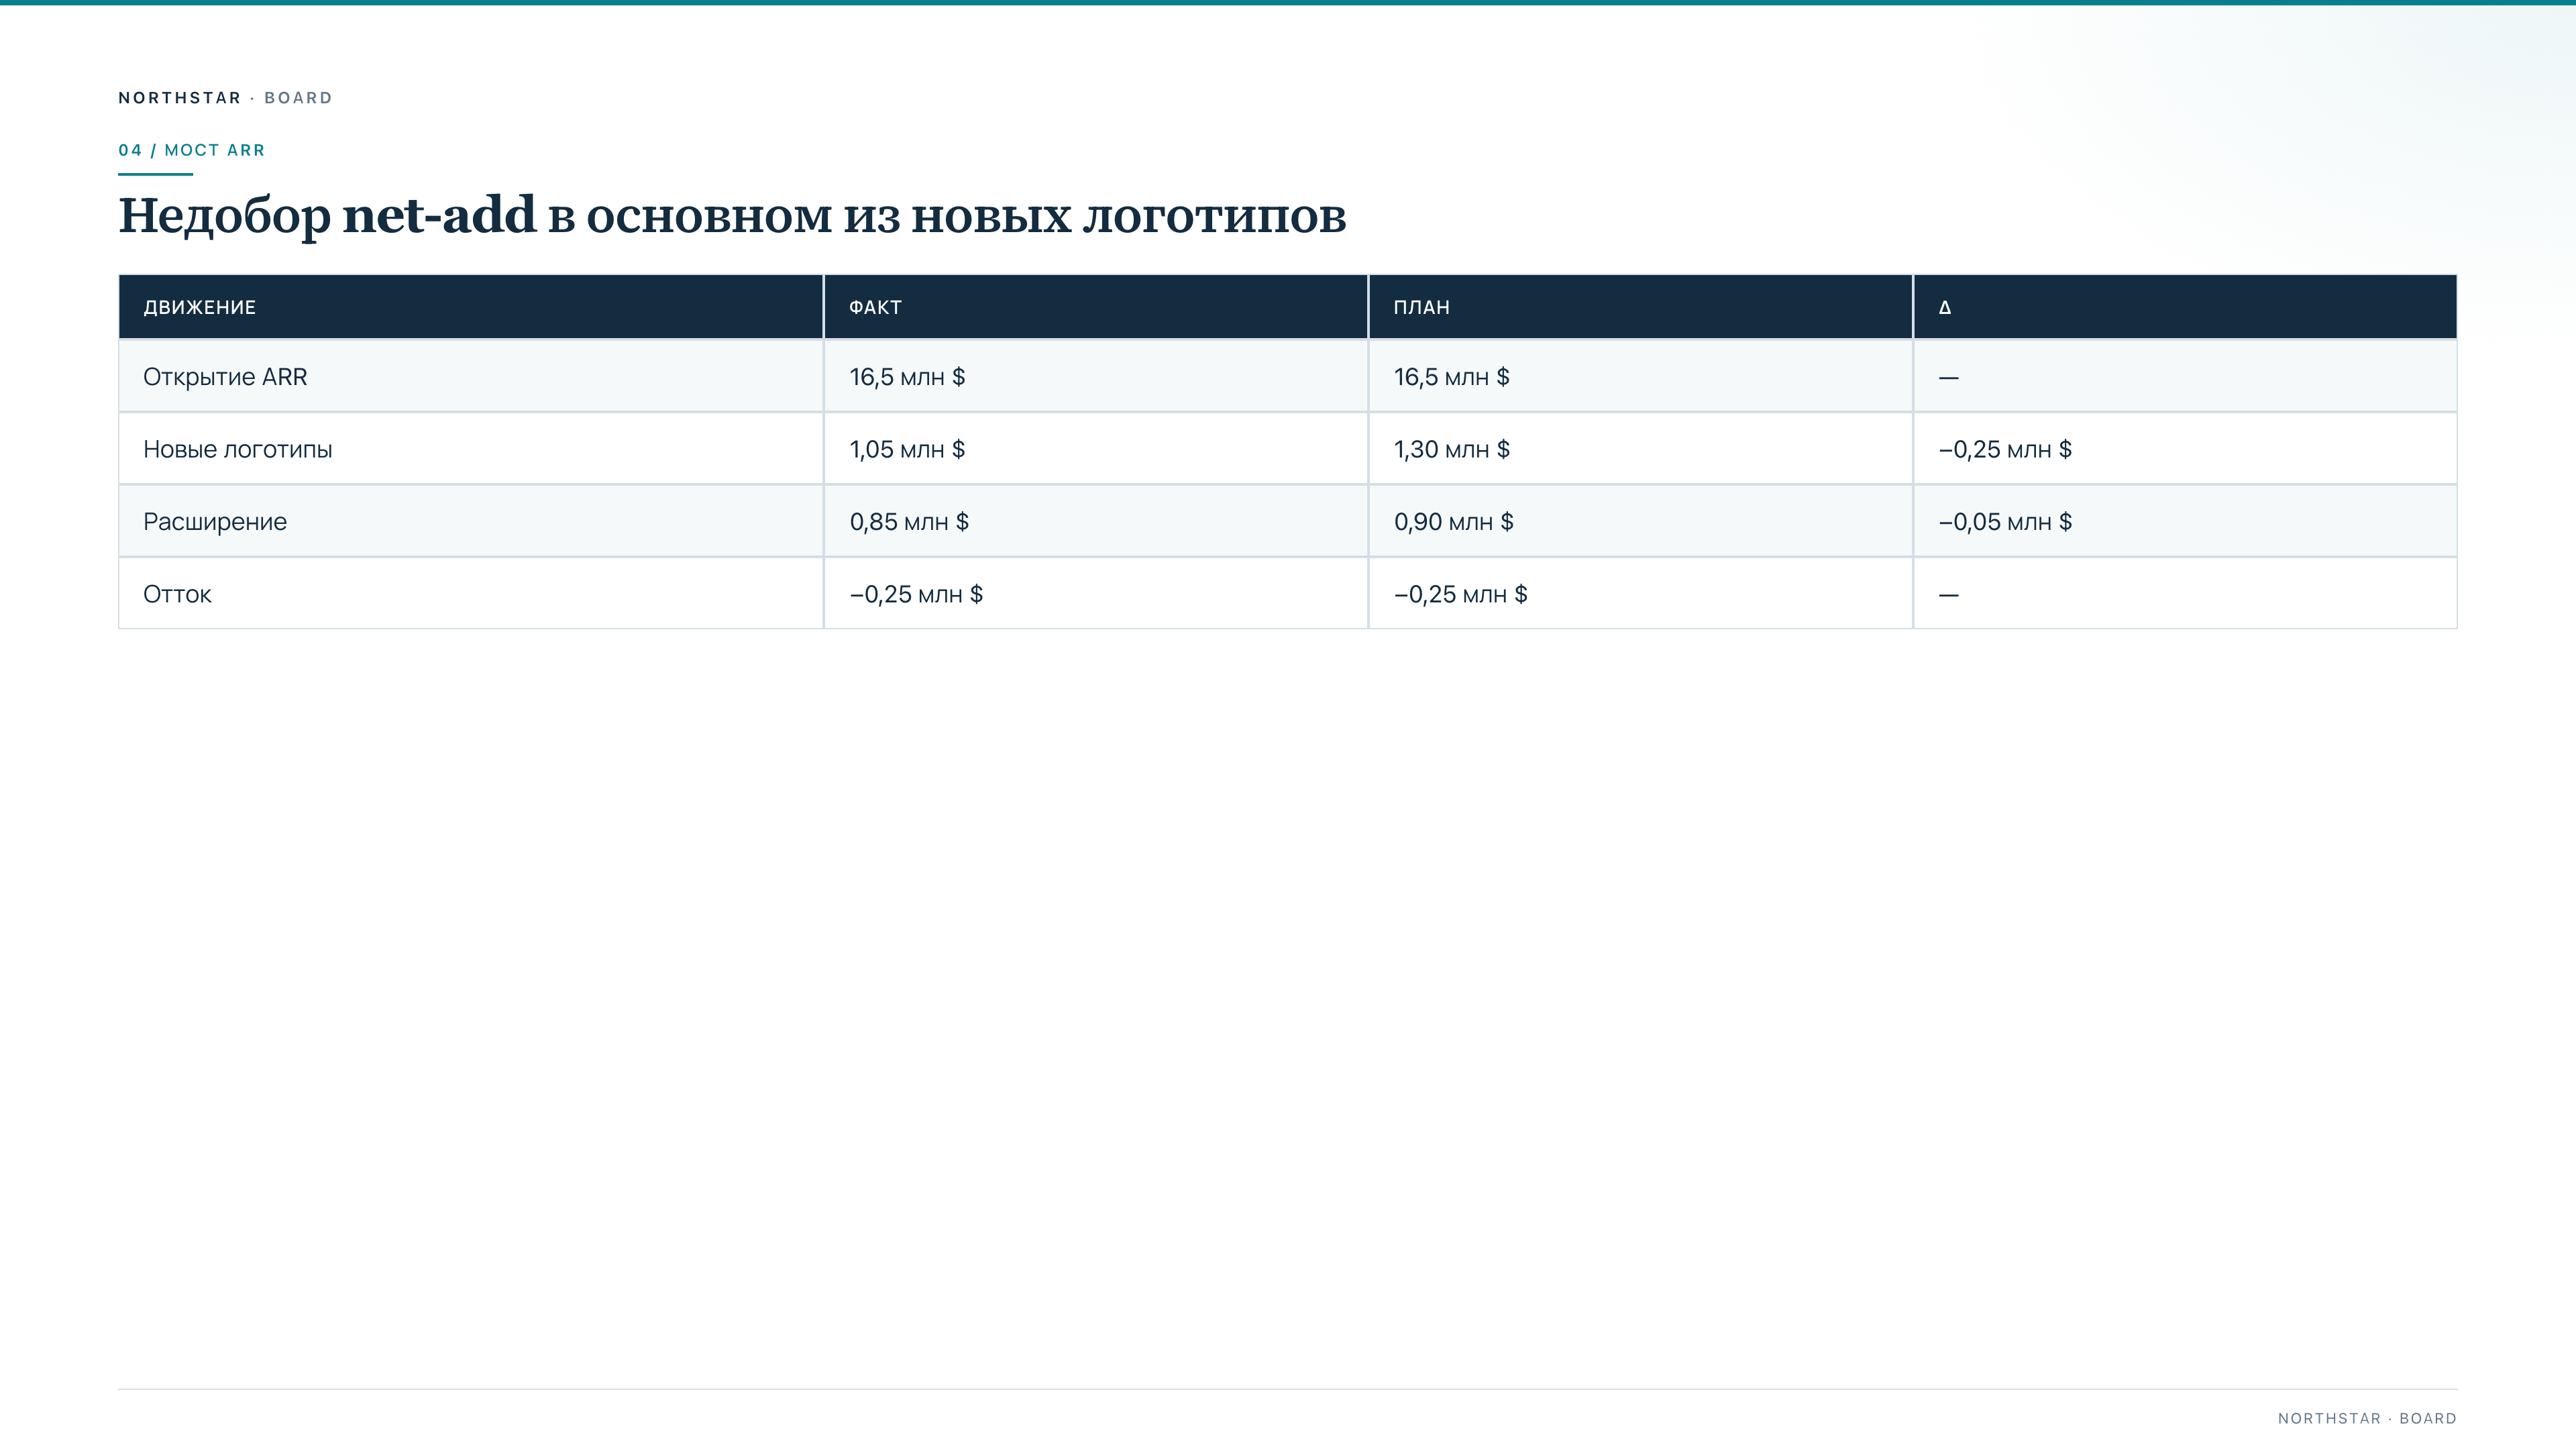 NORTHSTAR · BOARD
04 / МОСТ ARR
Недобор net-add в основном из новых логотипов
ДВИЖЕНИЕ ФАКТ ПЛАН Δ
Открытие ARR 16,5 млн $ 16,5 млн $ —
Новые логотипы 1,05 млн $ 1,30 млн $ −0,25 млн $
Расширение 0,85 млн $ 0,90 млн $ −0,05 млн $
Отток −0,25 млн $ −0,25 млн $ —
NORTHSTAR · BOARD